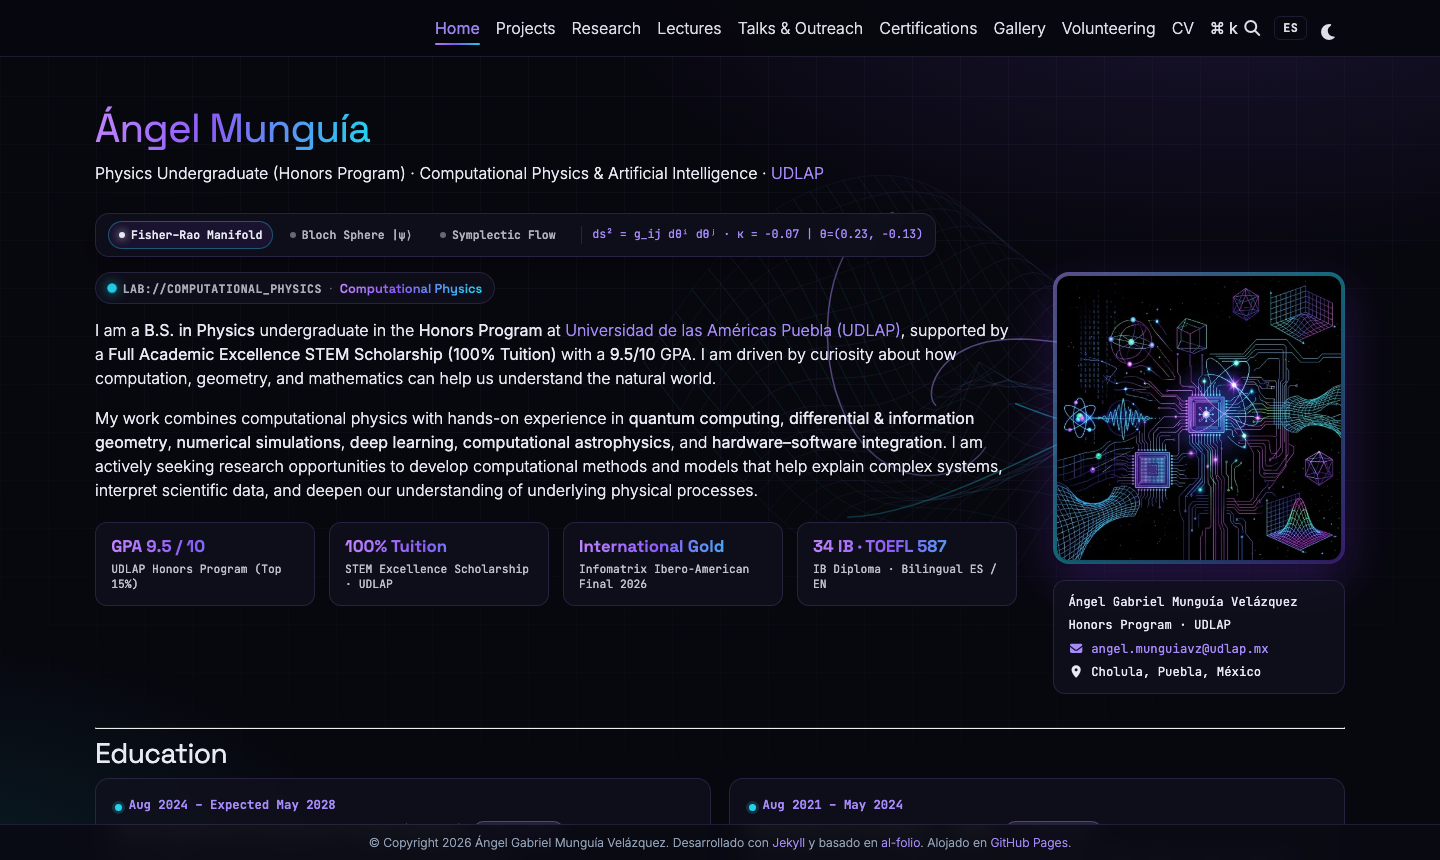 Home Projects Research Lectures Talks & Outreach Certifications Gallery Volunteering CV ⌘ k ES
Ángel Munguía
Physics Undergraduate (Honors Program) · Computational Physics & Artificial Intelligence · UDLAP
Fisher-Rao Manifold Bloch Sphere |ψ⟩ Symplectic Flow ds² = g_ij dθⁱ dθʲ · κ = -0.07 | θ=(0.23, -0.13)
LAB://COMPUTATIONAL_PHYSICS · Computational Physics
I am a B.S. in Physics undergraduate in the Honors Program at Universidad de las Américas Puebla (UDLAP), supported by
a Full Academic Excellence STEM Scholarship (100% Tuition) with a 9.5/10 GPA. I am driven by curiosity about how
computation, geometry, and mathematics can help us understand the natural world.
My work combines computational physics with hands-on experience in quantum computing, differential & information
geometry, numerical simulations, deep learning, computational astrophysics, and hardware–software integration. I am
actively seeking research opportunities to develop computational methods and models that help explain complex systems,
interpret scientific data, and deepen our understanding of underlying physical processes.
GPA 9.5 / 10
UDLAP Honors Program (Top
15%)
100% Tuition
STEM Excellence Scholarship
· UDLAP
International Gold
Infomatrix Ibero-American
Final 2026
34 IB · TOEFL 587
IB Diploma · Bilingual ES /
EN
Ángel Gabriel Munguía Velázquez
Honors Program · UDLAP
angel.munguiavz@udlap.mx
Cholula, Puebla, México
Education
Aug 2024 – Expected May 2028
Aug 2021 – May 2024
© Copyright 2026 Ángel Gabriel Munguía Velázquez. Desarrollado con Jekyll y basado en al-folio. Alojado en GitHub Pages.